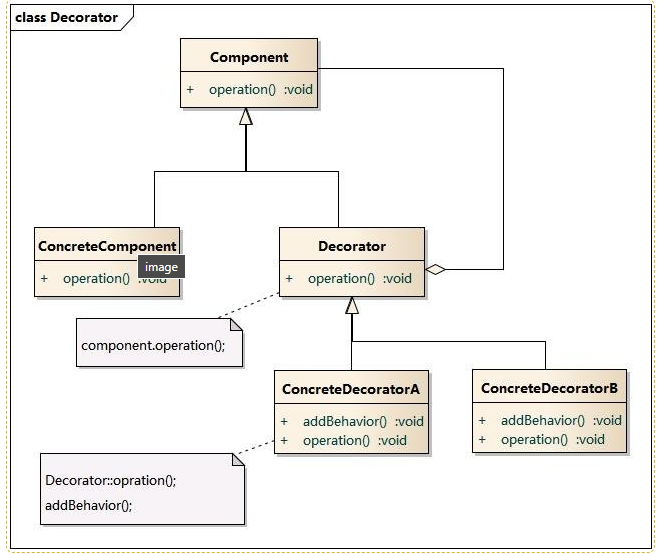 class Decorator
Component
+ operation() :void
ConcreteComponent
+ operation() :void
image
Decorator
+ operation() :void
component.operation();
ConcreteDecoratorA
+ addBehavior() :void
+ operation() :void
ConcreteDecoratorB
+ addBehavior() :void
+ operation() :void
Decorator::opration();
addBehavior();